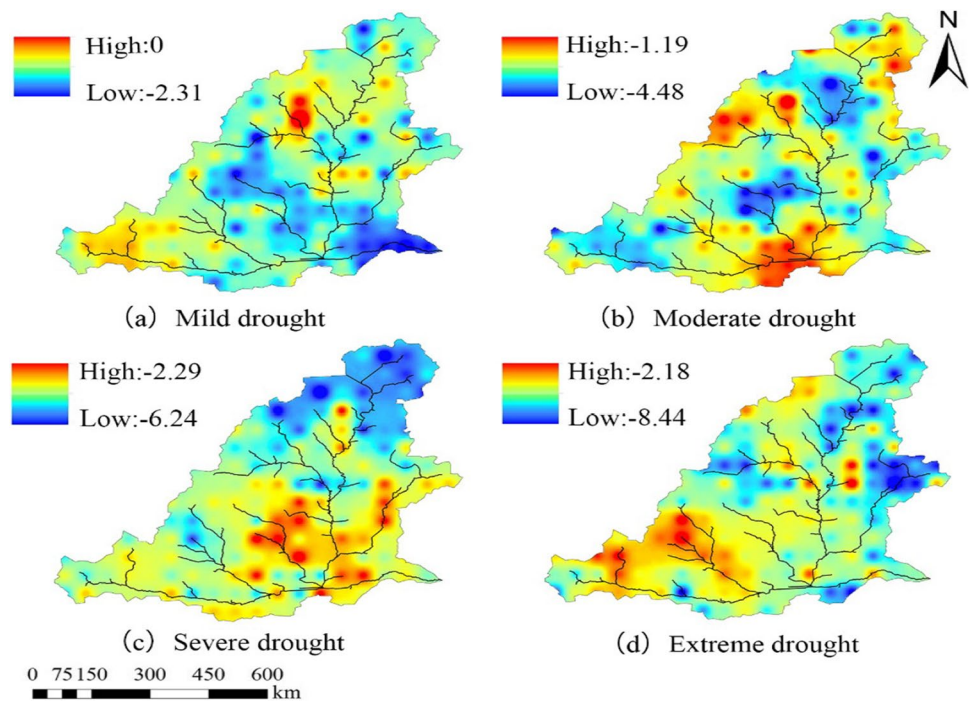 High:0
Low:-2.31
(a) Mild drought
High:-1.19
Low:-4.48
N
(b) Moderate drought
High:-2.29
Low:-6.24
(c) Severe drought
High:-2.18
Low:-8.44
(d) Extreme drought
0 75 150 300 450 600
km